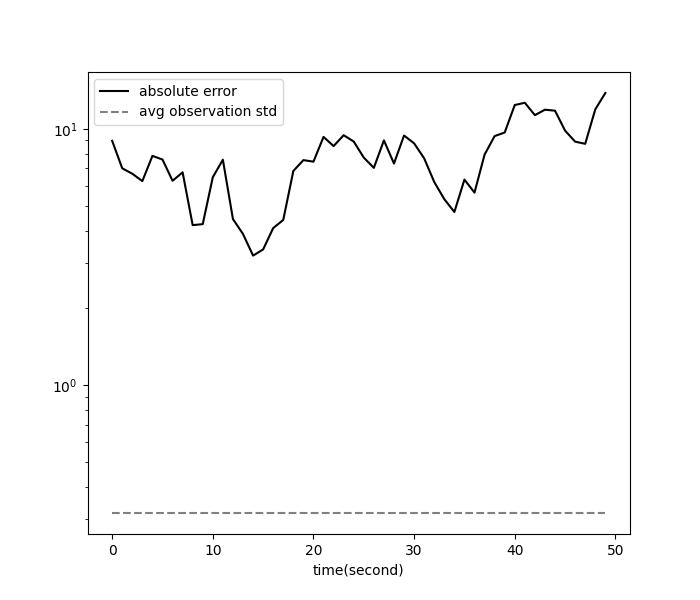 absolute error
avg observation std
10¹
10⁰
0 10 20 30 40 50
time(second)